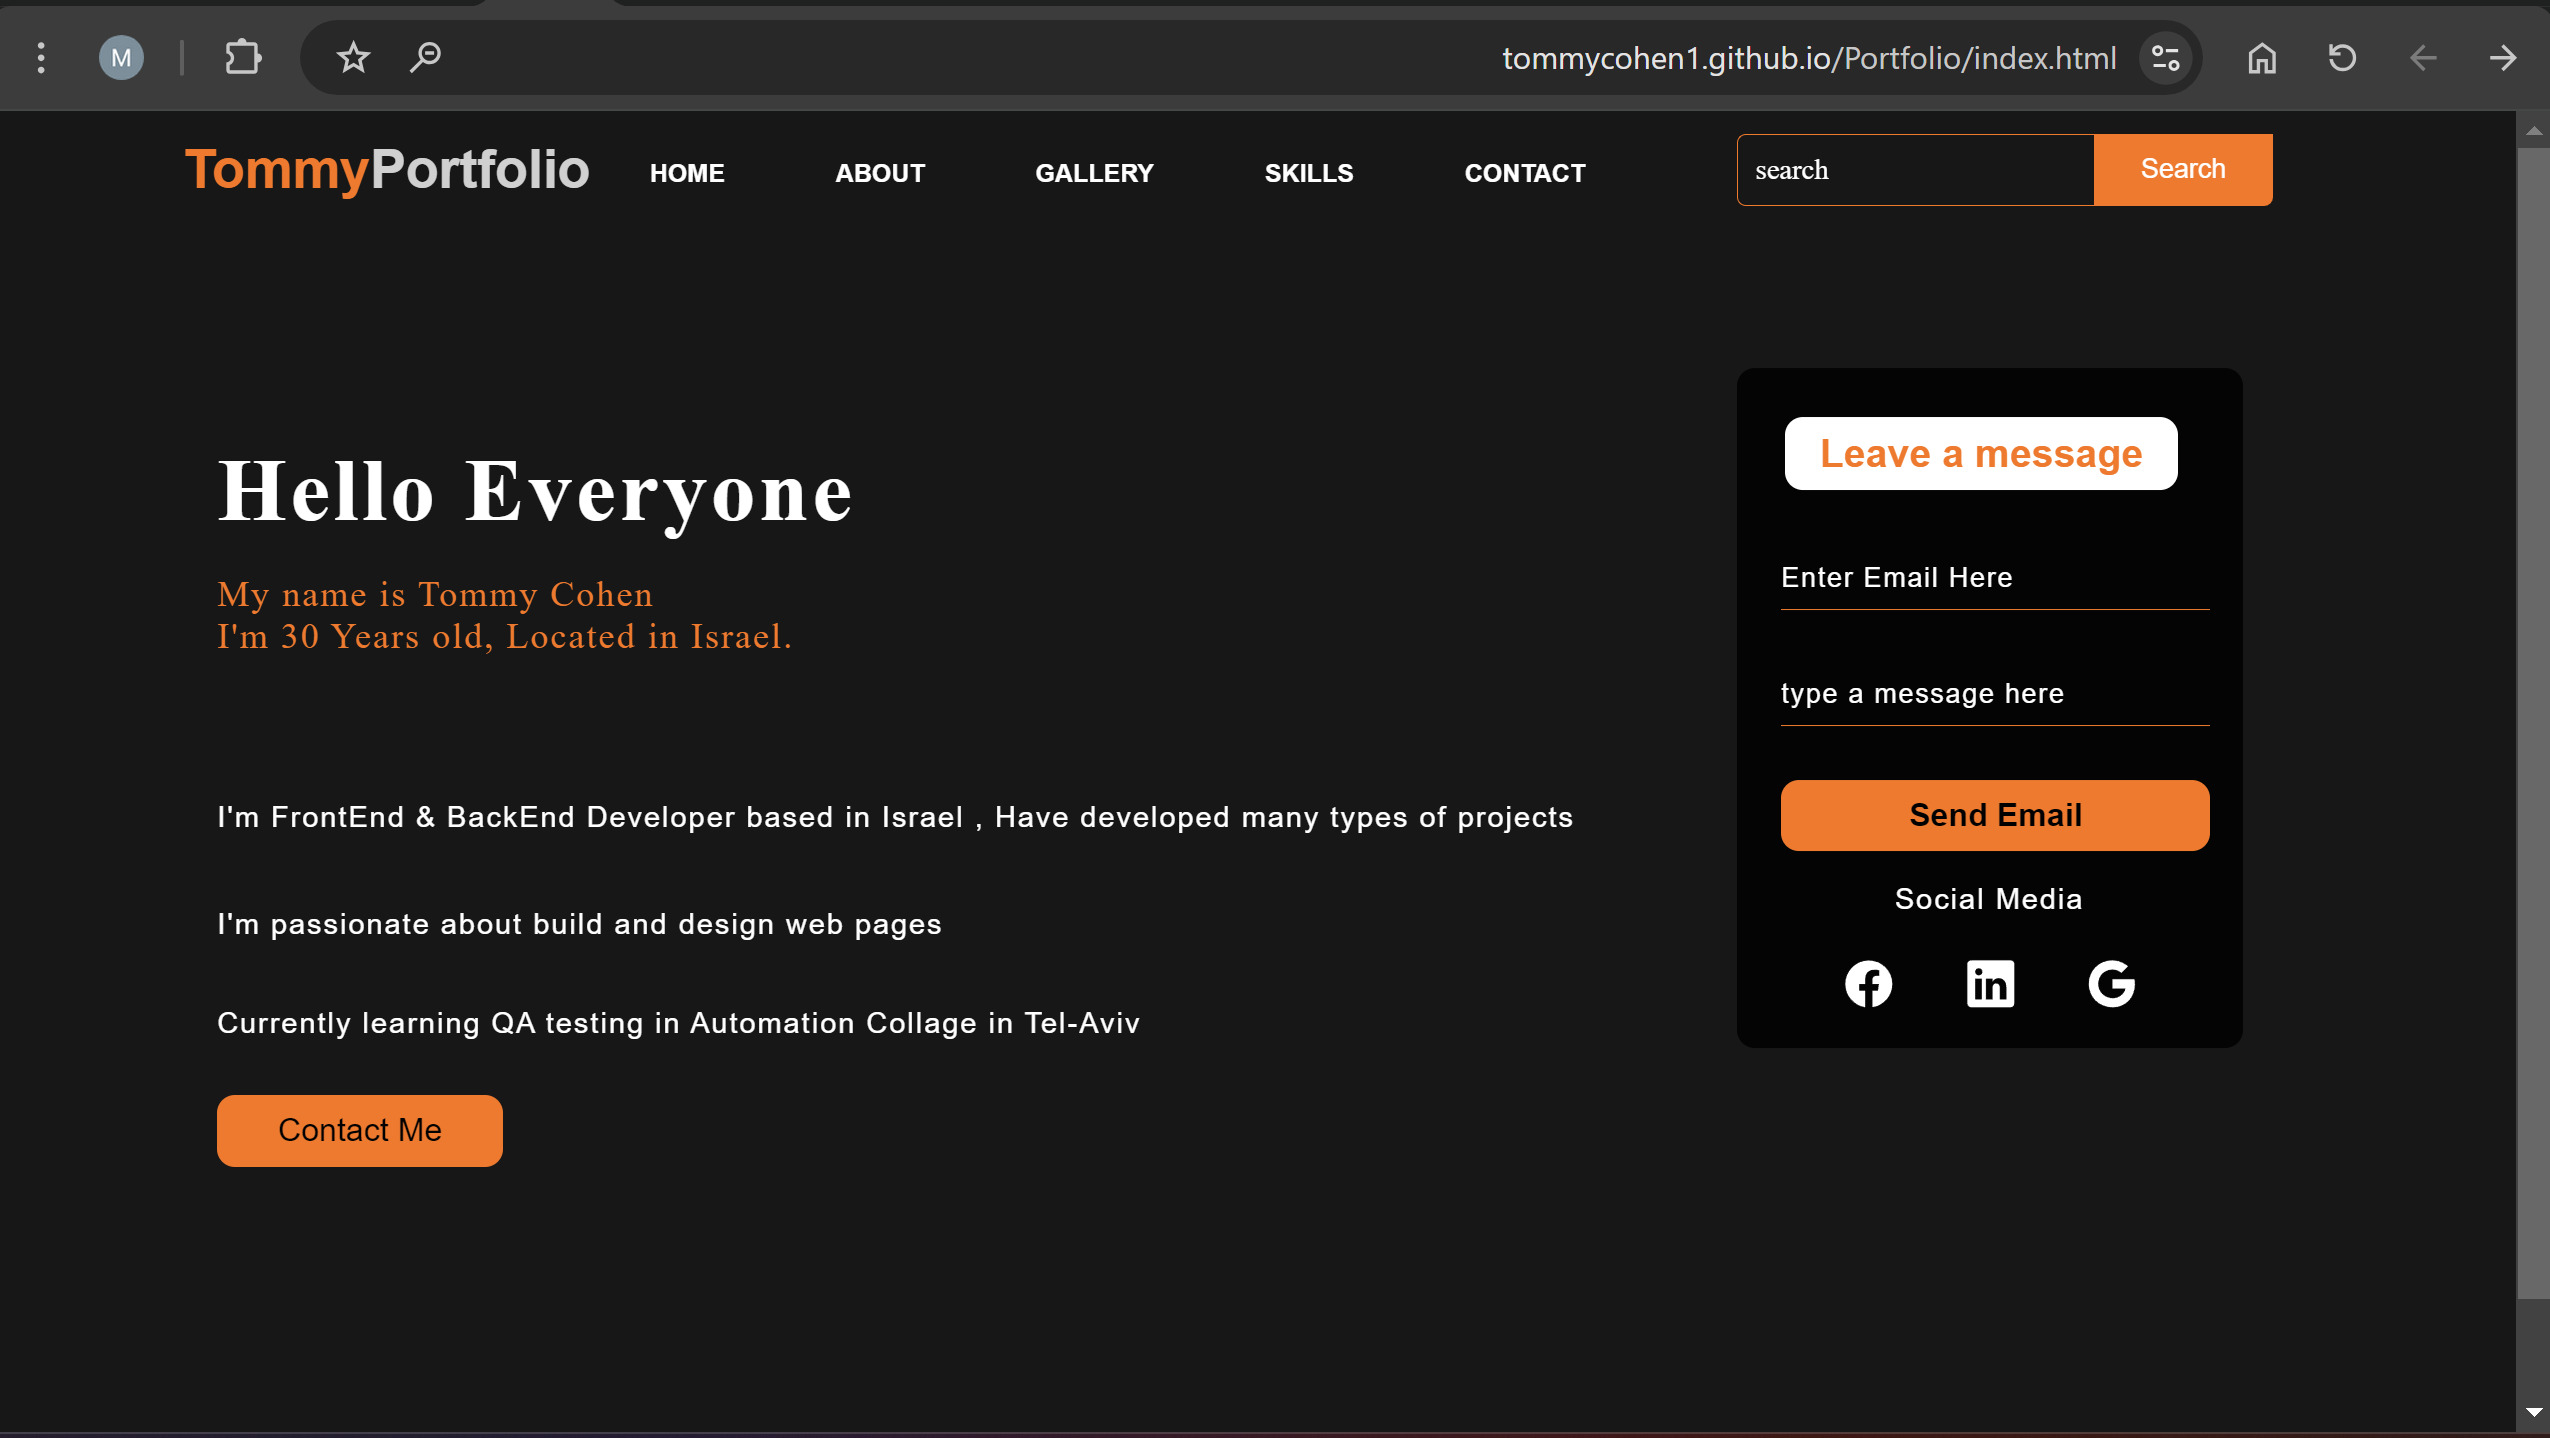 M
tommycohen1.github.io/Portfolio/index.html
TommyPortfolio
HOME
ABOUT
GALLERY
SKILLS
CONTACT
search
Search
Hello Everyone
My name is Tommy Cohen
I'm 30 Years old, Located in Israel.
I'm FrontEnd & BackEnd Developer based in Israel , Have developed many types of projects
I'm passionate about build and design web pages
Currently learning QA testing in Automation Collage in Tel-Aviv
Contact Me
Leave a message
Enter Email Here
type a message here
Send Email
Social Media